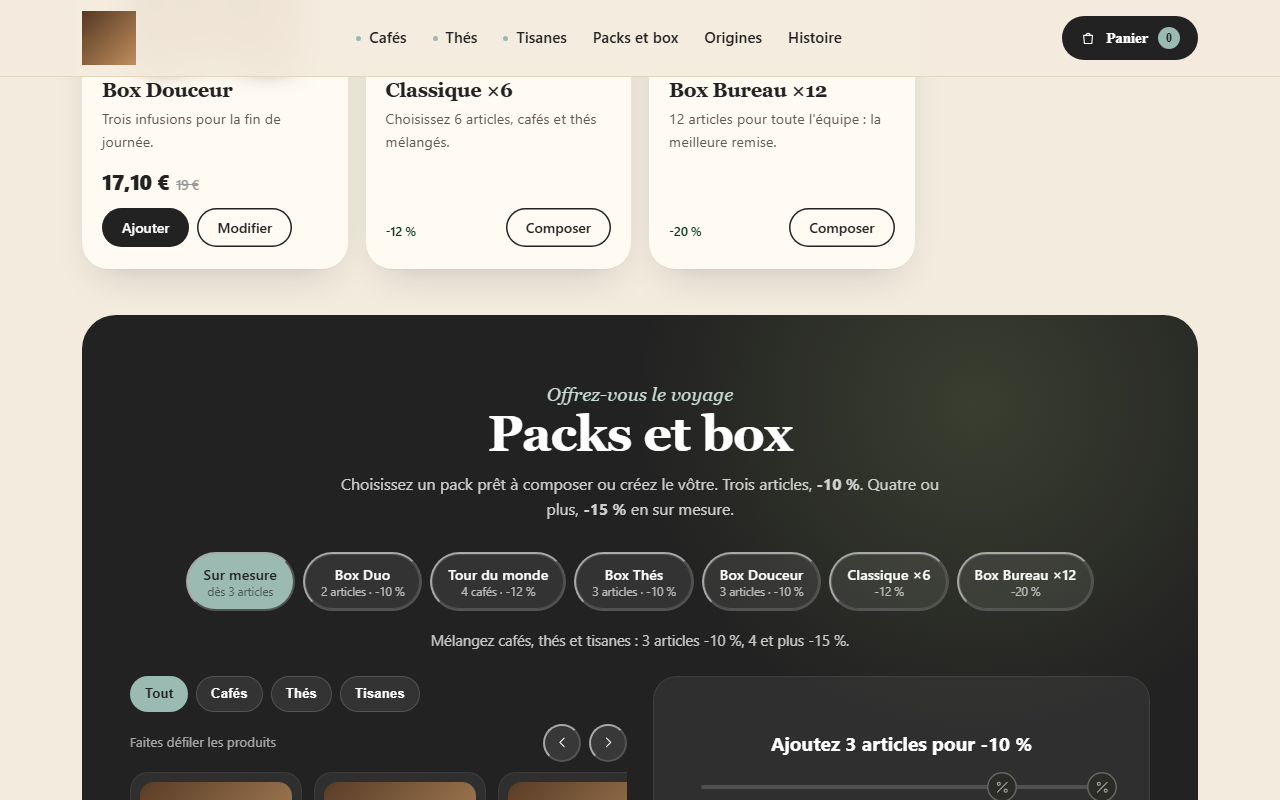 Cafés
Thés
Tisanes
Packs et box
Origines
Histoire
Panier
0
Box Douceur
Trois infusions pour la fin de
journée.
17,10 € 19 €
Ajouter
Modifier
Classique ×6
Choisissez 6 articles, cafés et thés
mélangés.
-12 %
Composer
Box Bureau ×12
12 articles pour toute l'équipe : la
meilleure remise.
-20 %
Composer
Offrez-vous le voyage
Packs et box
Choisissez un pack prêt à composer ou créez le vôtre. Trois articles, -10 %. Quatre ou
plus, -15 % en sur mesure.
Sur mesure
dès 3 articles
Box Duo
2 articles · -10 %
Tour du monde
4 cafés · -12 %
Box Thés
3 articles · -10 %
Box Douceur
3 articles · -10 %
Classique ×6
-12 %
Box Bureau ×12
-20 %
Mélangez cafés, thés et tisanes : 3 articles -10 %, 4 et plus -15 %.
Tout
Cafés
Thés
Tisanes
Faites défiler les produits
Ajoutez 3 articles pour -10 %
%
%